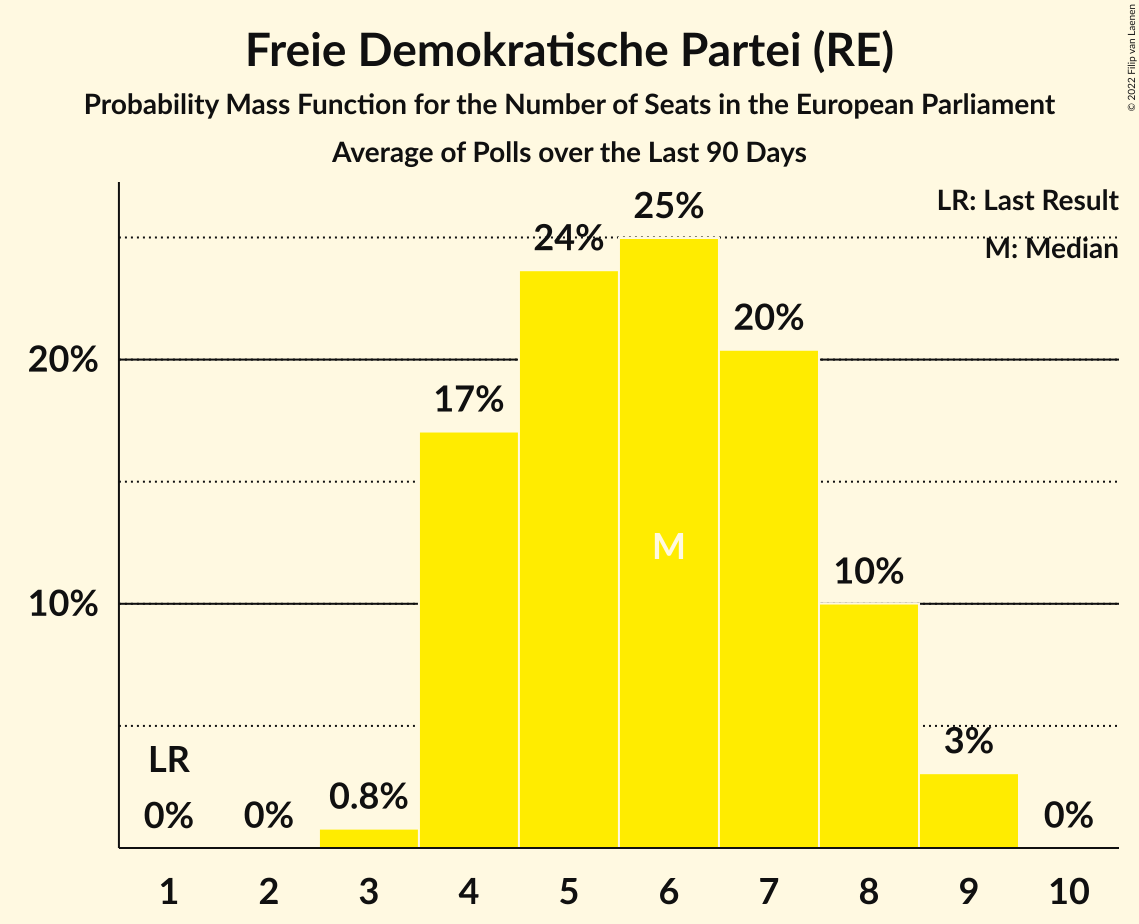 Freie Demokratische Partei (RE)
Probability Mass Function for the Number of Seats in the European Parliament
Average of Polls over the Last 90 Days
© 2022 Filip van Laenen
LR: Last Result
M: Median
25%
24%
20%
20%
17%
M
10%
10%
3%
LR
0.8%
0%
0%
0%
1 2 3 4 5 6 7 8 9 10